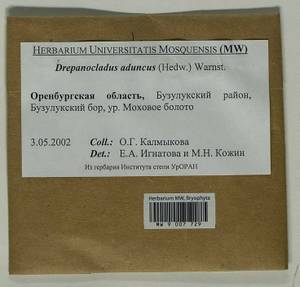 HERBARIUM UNIVERSITATIS MOSQUENSIS (MW)
Drepanocladus aduncus (Hedw.) Warnst.
Оренбургская область, Бузулукский район,
Бузулукский бор, ур. Моховое болото
3.05.2002 Coll.: О.Г. Калмыкова
Det.: Е.А. Игнатова и М.Н. Кожин
Из гербария Института степи УрОРАН
Herbarium MW, Bryophyta
MW 9 007 729